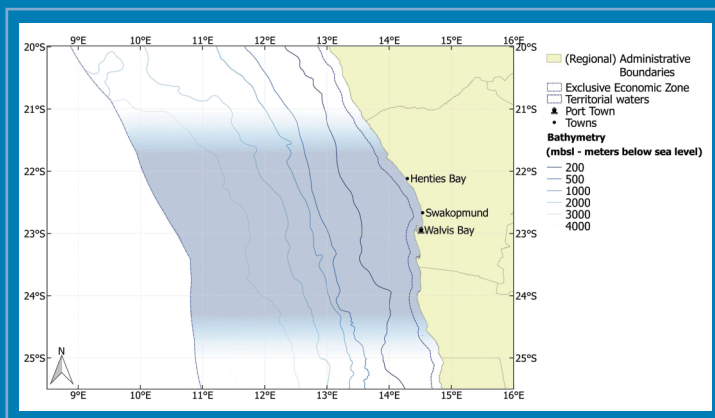 9°E 10°E 11°E 12°E 13°E 14°E 15°E 16°E
20°S 20°S
21°S 21°S
22°S 22°S
23°S 23°S
24°S 24°S
25°S 25°S
9°E 10°E 11°E 12°E 13°E 14°E 15°E 16°E
Henties Bay
Swakopmund
Walvis Bay
N
(Regional) Administrative
Boundaries
Exclusive Economic Zone
Territorial waters
Port Town
Towns
Bathymetry
(mbsl - meters below sea level)
200
500
1000
2000
3000
4000